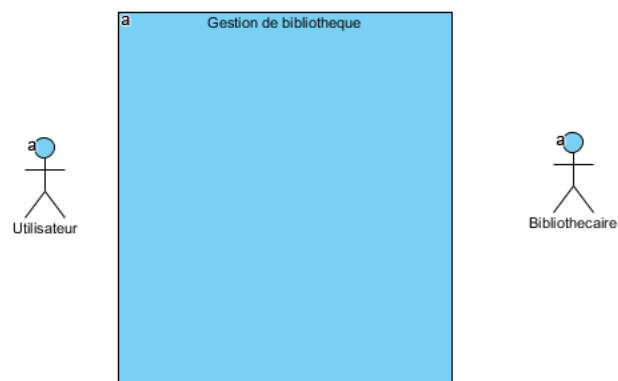 a
Gestion de bibliotheque
a
Utilisateur
a
Bibliothecaire